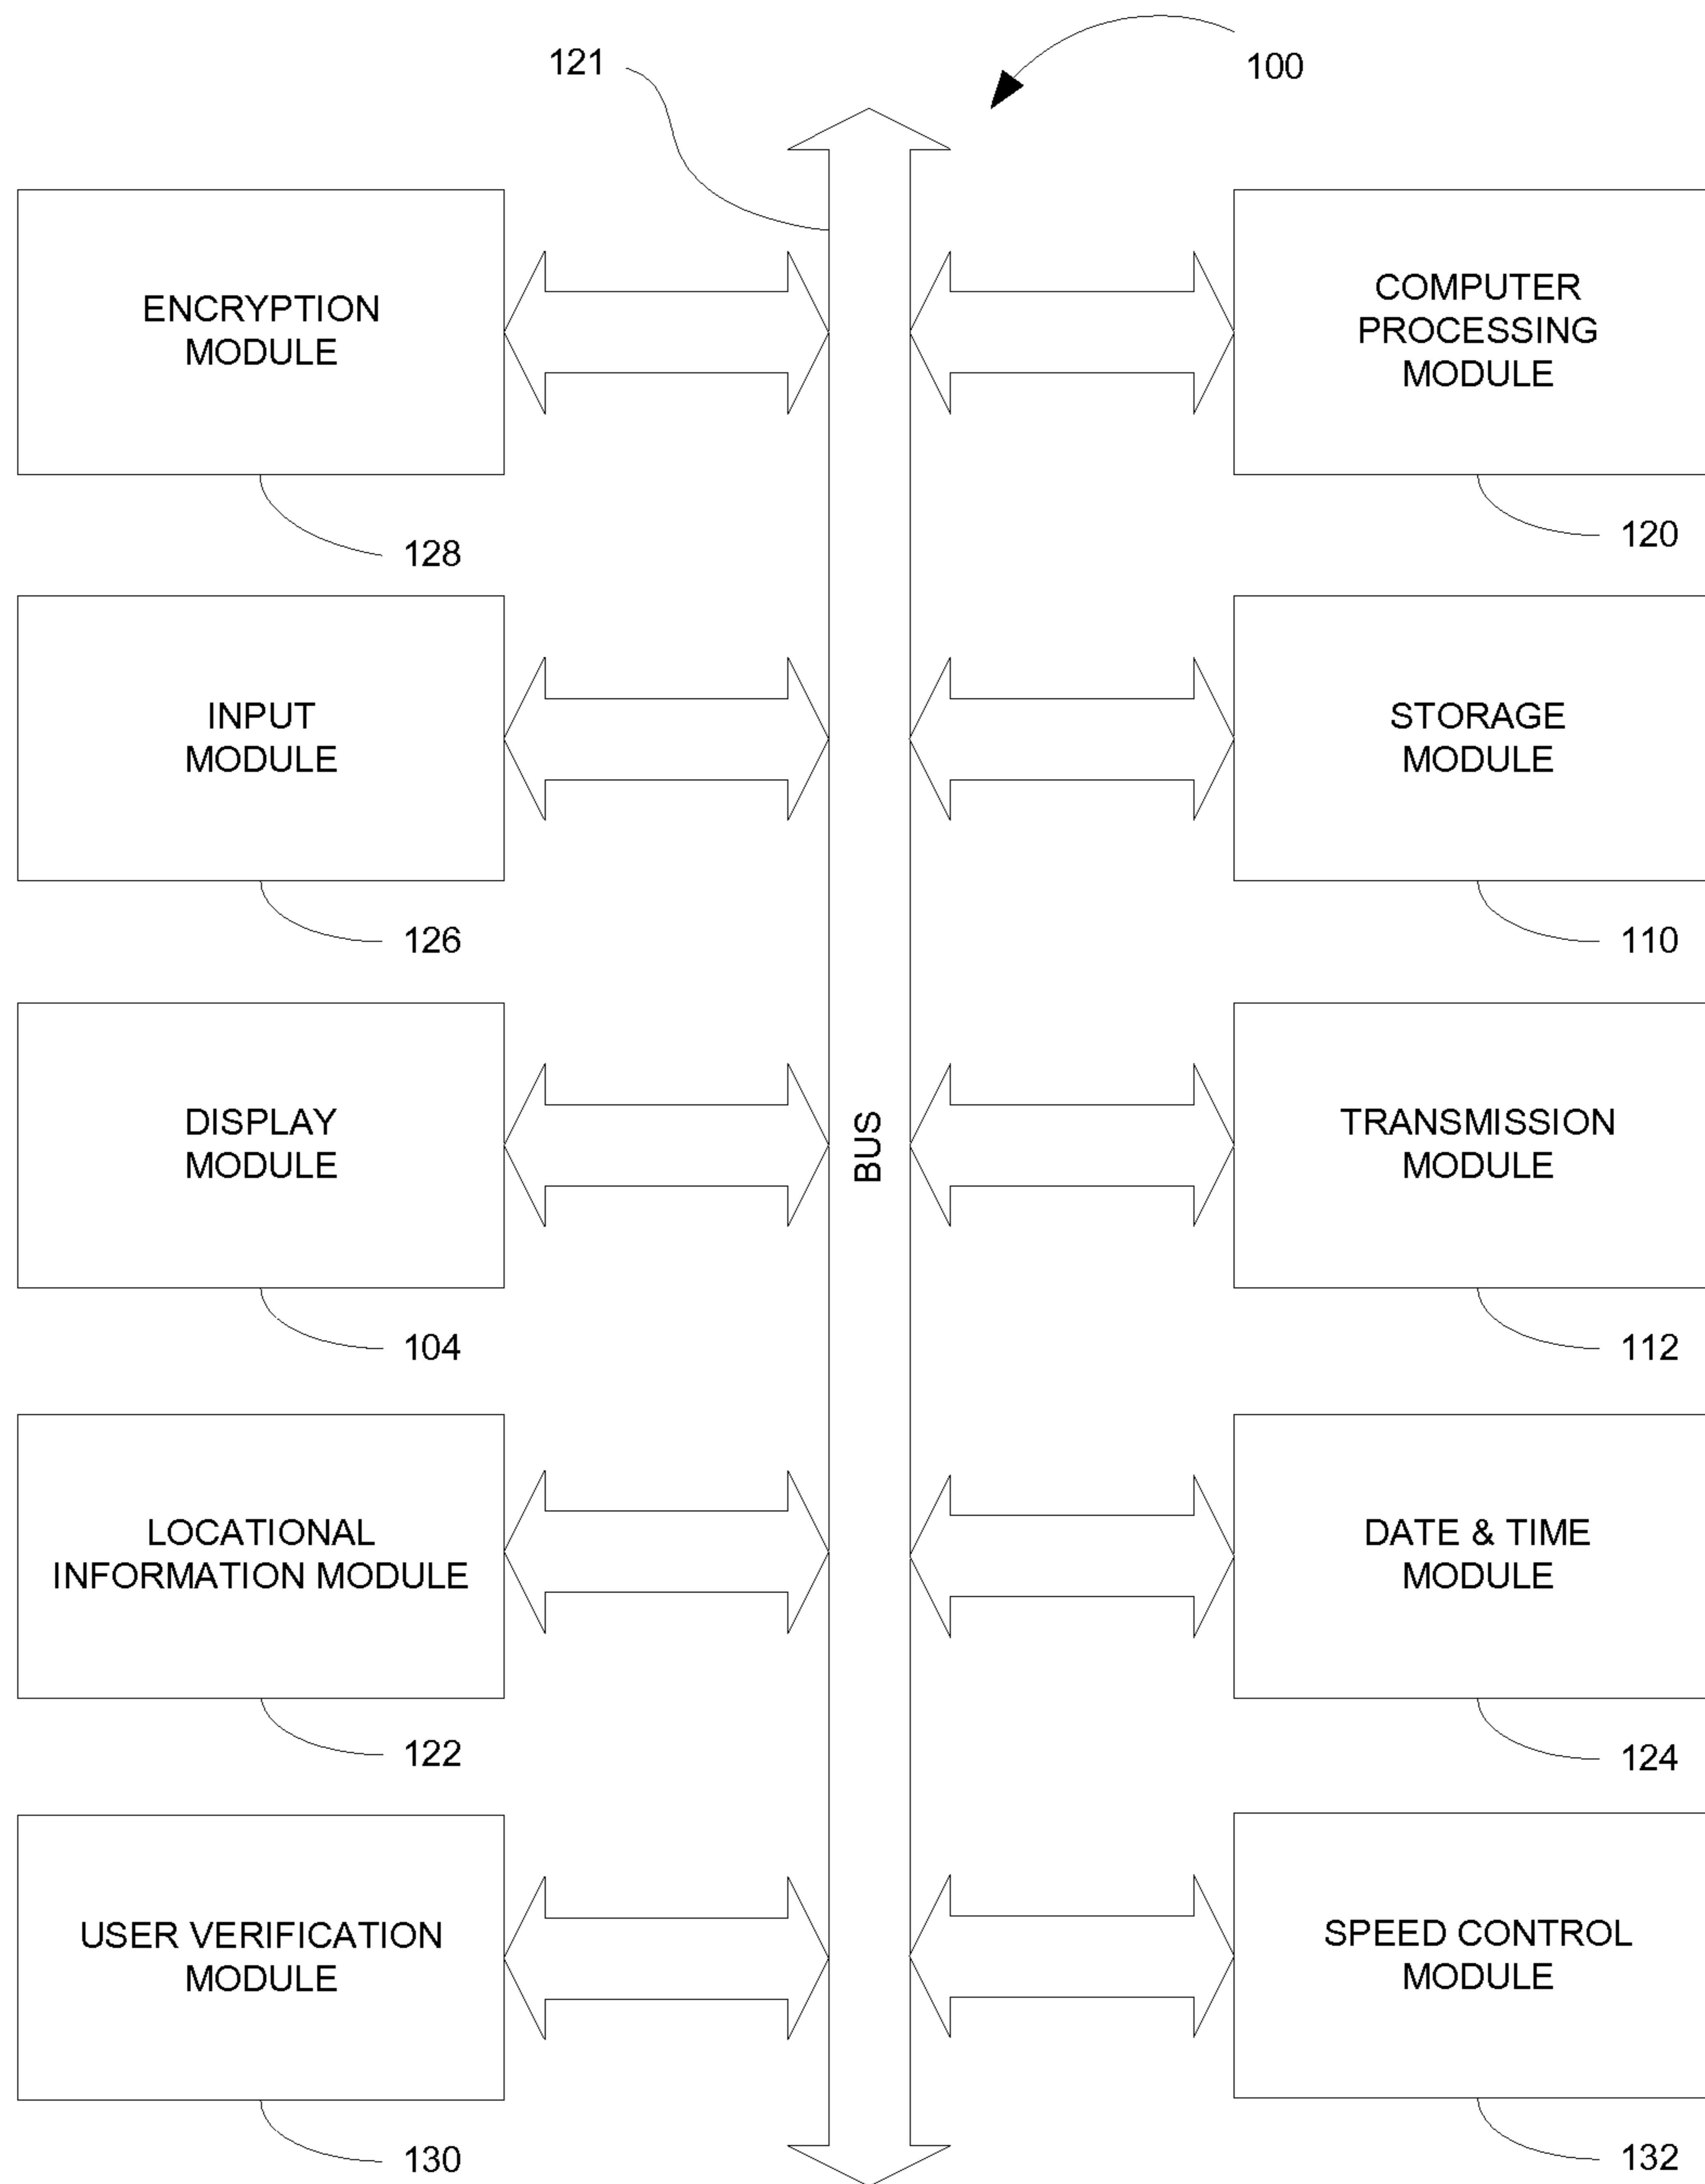 121
100
ENCRYPTION
MODULE
128
COMPUTER
PROCESSING
MODULE
120
INPUT
MODULE
126
STORAGE
MODULE
110
DISPLAY
MODULE
104
BUS
TRANSMISSION
MODULE
112
LOCATIONAL
INFORMATION MODULE
122
DATE & TIME
MODULE
124
USER VERIFICATION
MODULE
130
SPEED CONTROL
MODULE
132